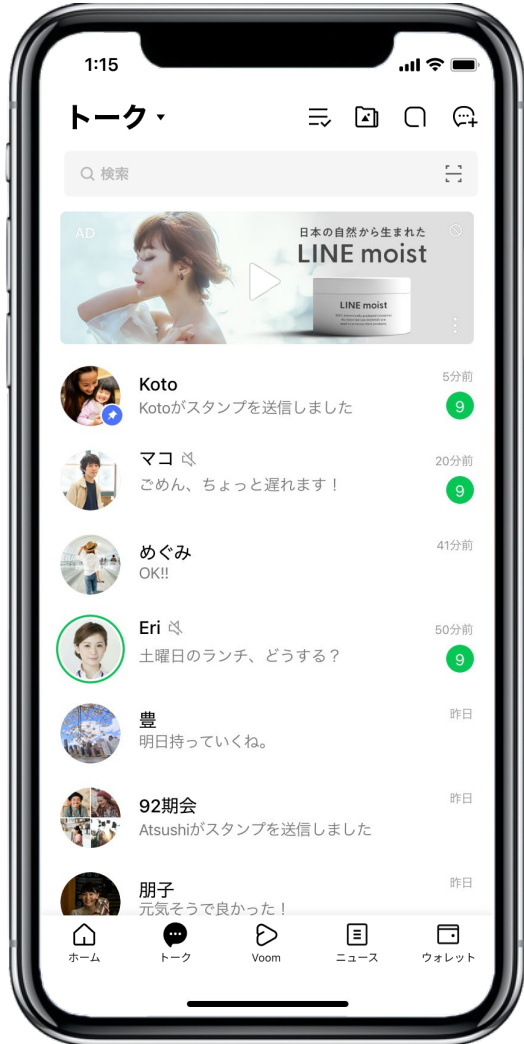 1:15
トーク
検索
AD
日本の自然から生まれた
LINE moist
LINE moist
Koto
5分前
Kotoがスタンプを送信しました
9
マコ
20分前
ごめん、ちょっと遅れます！
9
めぐみ
41分前
OK!!
Eri
50分前
土曜日のランチ、どうする？
9
豊
昨日
明日持っていくね。
92期会
昨日
Atsushiがスタンプを送信しました
朋子
昨日
元気そうで良かった！
ホーム
トーク
Voom
ニュース
ウォレット